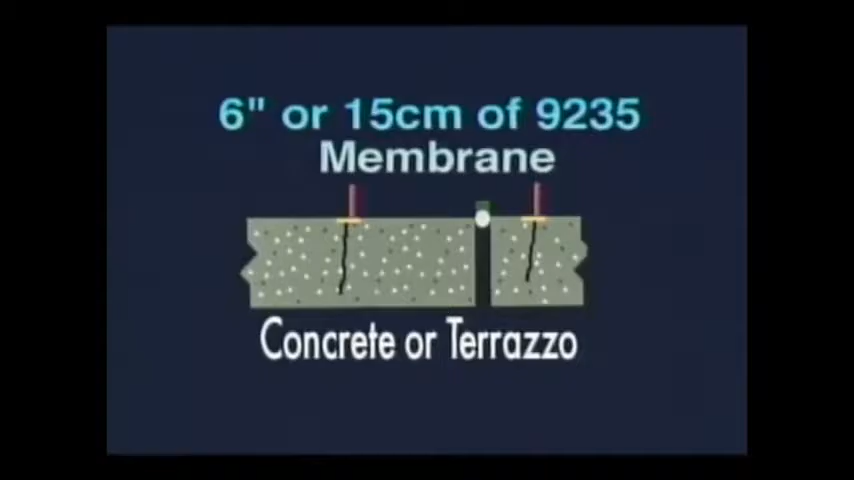 6" or 15cm of 9235
Membrane
Concrete or Terrazzo